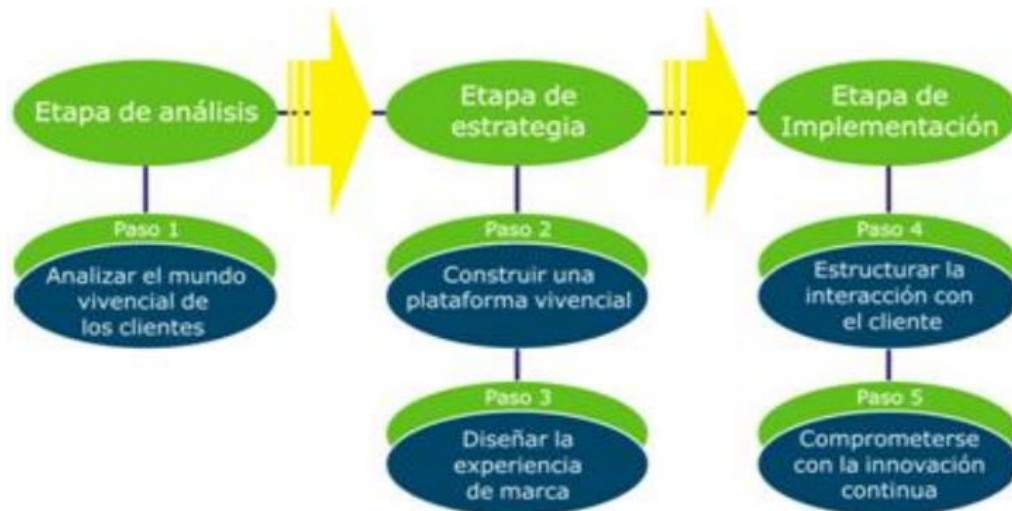 Etapa de análisis
Etapa de
estrategia
Etapa de
Implementación
Paso 1
Analizar el mundo
vivencial de
los clientes
Paso 2
Construir una
plataforma vivencial
Paso 3
Diseñar la
experiencia
de marca
Paso 4
Estructurar la
interacción con
el cliente
Paso 5
Comprometerse
con la innovación
continua